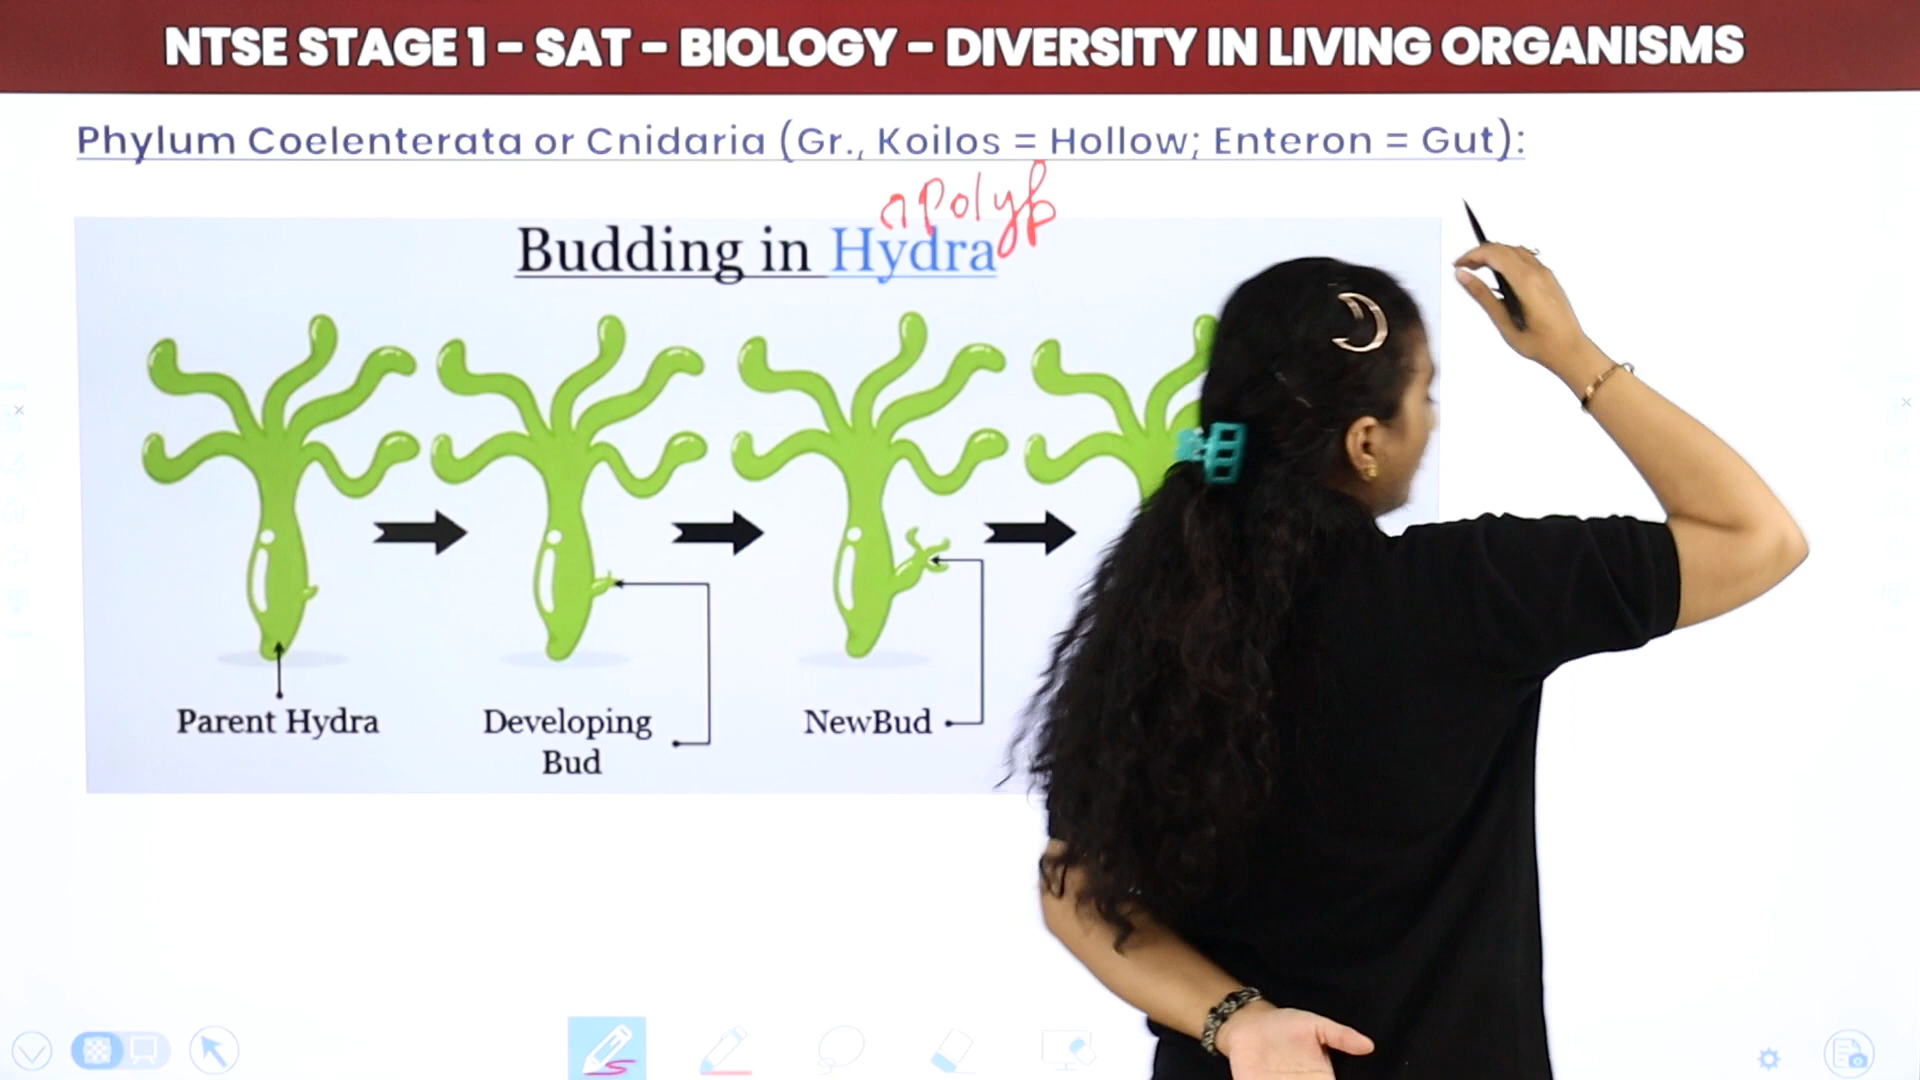 NTSE STAGE 1 – SAT – BIOLOGY – DIVERSITY IN LIVING ORGANISMS
Phylum Coelenterata or Cnidaria (Gr., Koilos = Hollow; Enteron = Gut):
Polyp
Budding in Hydra
Parent Hydra
Developing
Bud
NewBud